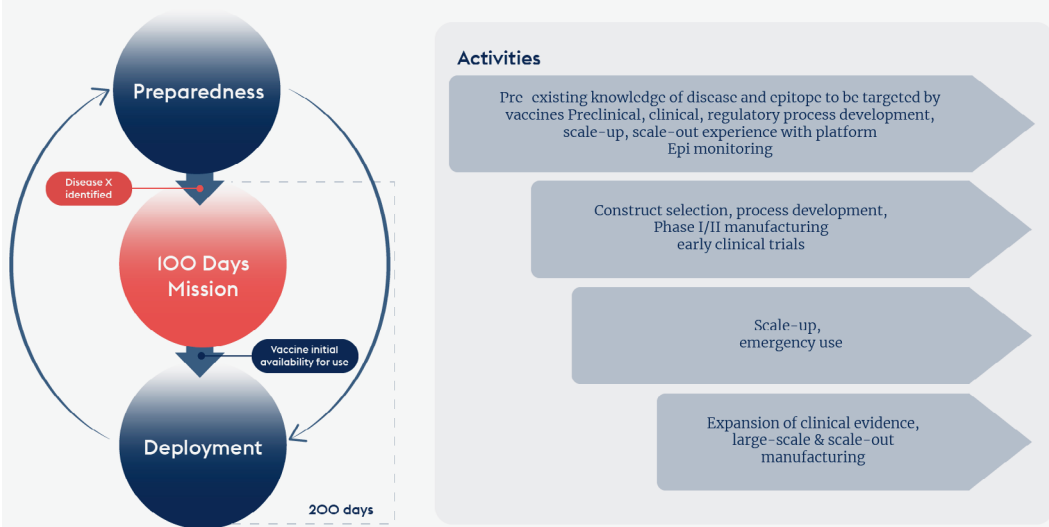 Preparedness
Disease X
identified
100 Days
Mission
Vaccine initial
availability for use
Deployment
200 days
Activities
Pre existing knowledge of disease and epitope to be targeted by
vaccines Preclinical, clinical, regulatory process development,
scale-up, scale-out experience with platform
Epi monitoring
Construct selection, process development,
Phase I/II manufacturing
early clinical trials
Scale-up,
emergency use
Expansion of clinical evidence,
large-scale & scale-out
manufacturing